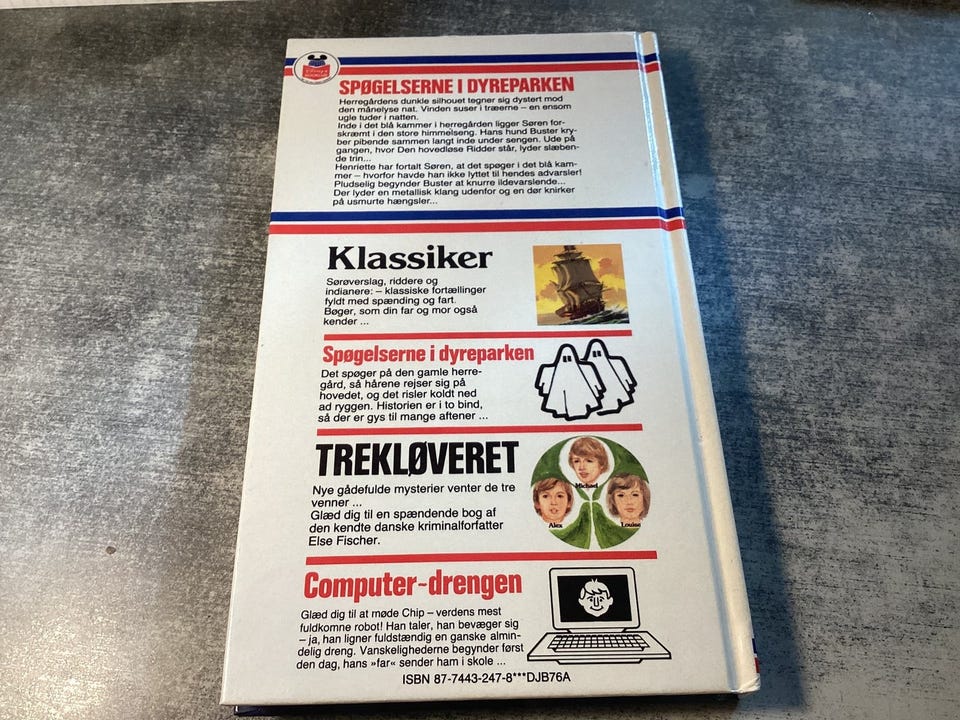 SPØGELSERNE I DYREPARKEN
Herregårdens dunkle silhouet tegner sig dystert mod
den månelyse nat. Vinden suser i træerne – en ensom
ugle tuder i natten.
Inde i det blå kammer i herregården ligger Søren for-
skræmt i den store himmelseng. Hans hund Buster kry-
ber pibende sammen langt inde under sengen. Ude på
gangen, hvor Den hovedløse Ridder står, lyder slæben-
de trin...
Henriette har fortalt Søren, at det spøger i det blå kam-
mer – hvorfor havde han ikke lyttet til hendes advarsler!
Pludselig begynder Buster at knurre ildevarslende...
Der lyder en metallisk klang udenfor og en dør knirker
på usmurte hængsler...
Klassiker
Sørøverslag, riddere og
indianere: – klassiske fortællinger
fyldt med spænding og fart.
Bøger, som din far og mor også
kender ...
Spøgelserne i dyreparken
Det spøger på den gamle herre-
gård, så hårene rejser sig på
hovedet, og det risler koldt ned
ad ryggen. Historien er i to bind,
så der er gys til mange aftener ...
TREKLØVERET
Nye gådefulde mysterier venter de tre
venner ...
Glæd dig til en spændende bog af
den kendte danske kriminalforfatter
Else Fischer.
Michael
Alex
Louise
Computer-drengen
Glæd dig til at møde Chip – verdens mest
fuldkomne robot! Han taler, han bevæger sig
– ja, han ligner fuldstændig en ganske almin-
delig dreng. Vanskelighederne begynder først
den dag, hans »far« sender ham i skole ...
ISBN 87-7443-247-8***DJB76A